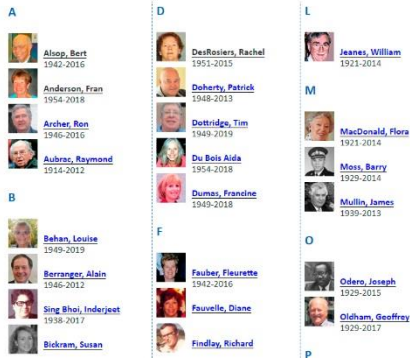 A
Alsop, Bert
1942-2016
Anderson, Fran
1954-2018
Archer, Ron
1946-2016
Aubrac, Raymond
1914-2012
B
Behan, Louise
1949-2019
Berranger, Alain
1946-2012
Sing Bhoi, Inderjeet
1938-2017
Bickram, Susan
D
DesRosiers, Rachel
1951-2015
Doherty, Patrick
1948-2013
Dottridge, Tim
1949-2019
Du Bois Aida
1954-2018
Dumas, Francine
1949-2018
F
Fauber, Fleurette
1942-2016
Fauvelle, Diane
Findlay, Richard
L
Jeanes, William
1921-2014
M
MacDonald, Flora
1921-2014
Moss, Barry
1929-2014
Mullin, James
1939-2013
O
Odero, Joseph
1929-2015
Oldham, Geoffrey
1929-2017
P